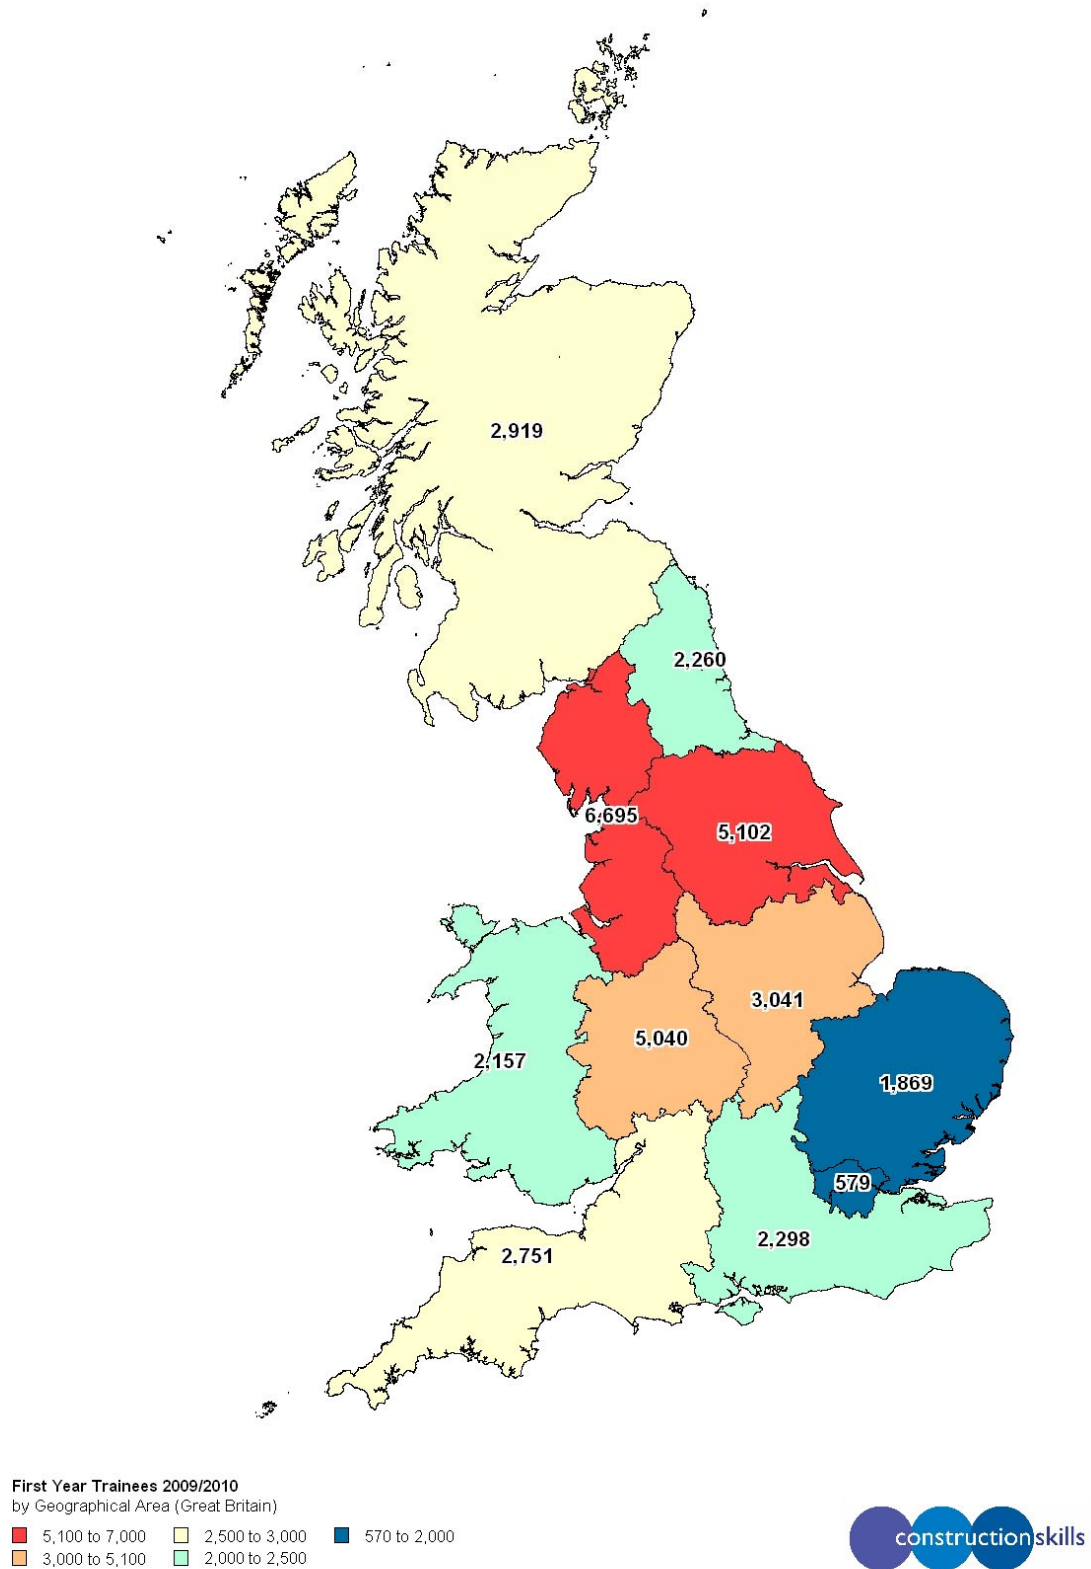 2,919
2,260
6,695
5,102
3,041
5,040
2,157
1,869
579
2,298
2,751
First Year Trainees 2009/2010
by Geographical Area (Great Britain)
5,100 to 7,000 2,500 to 3,000 570 to 2,000
3,000 to 5,100 2,000 to 2,500
constructionskills